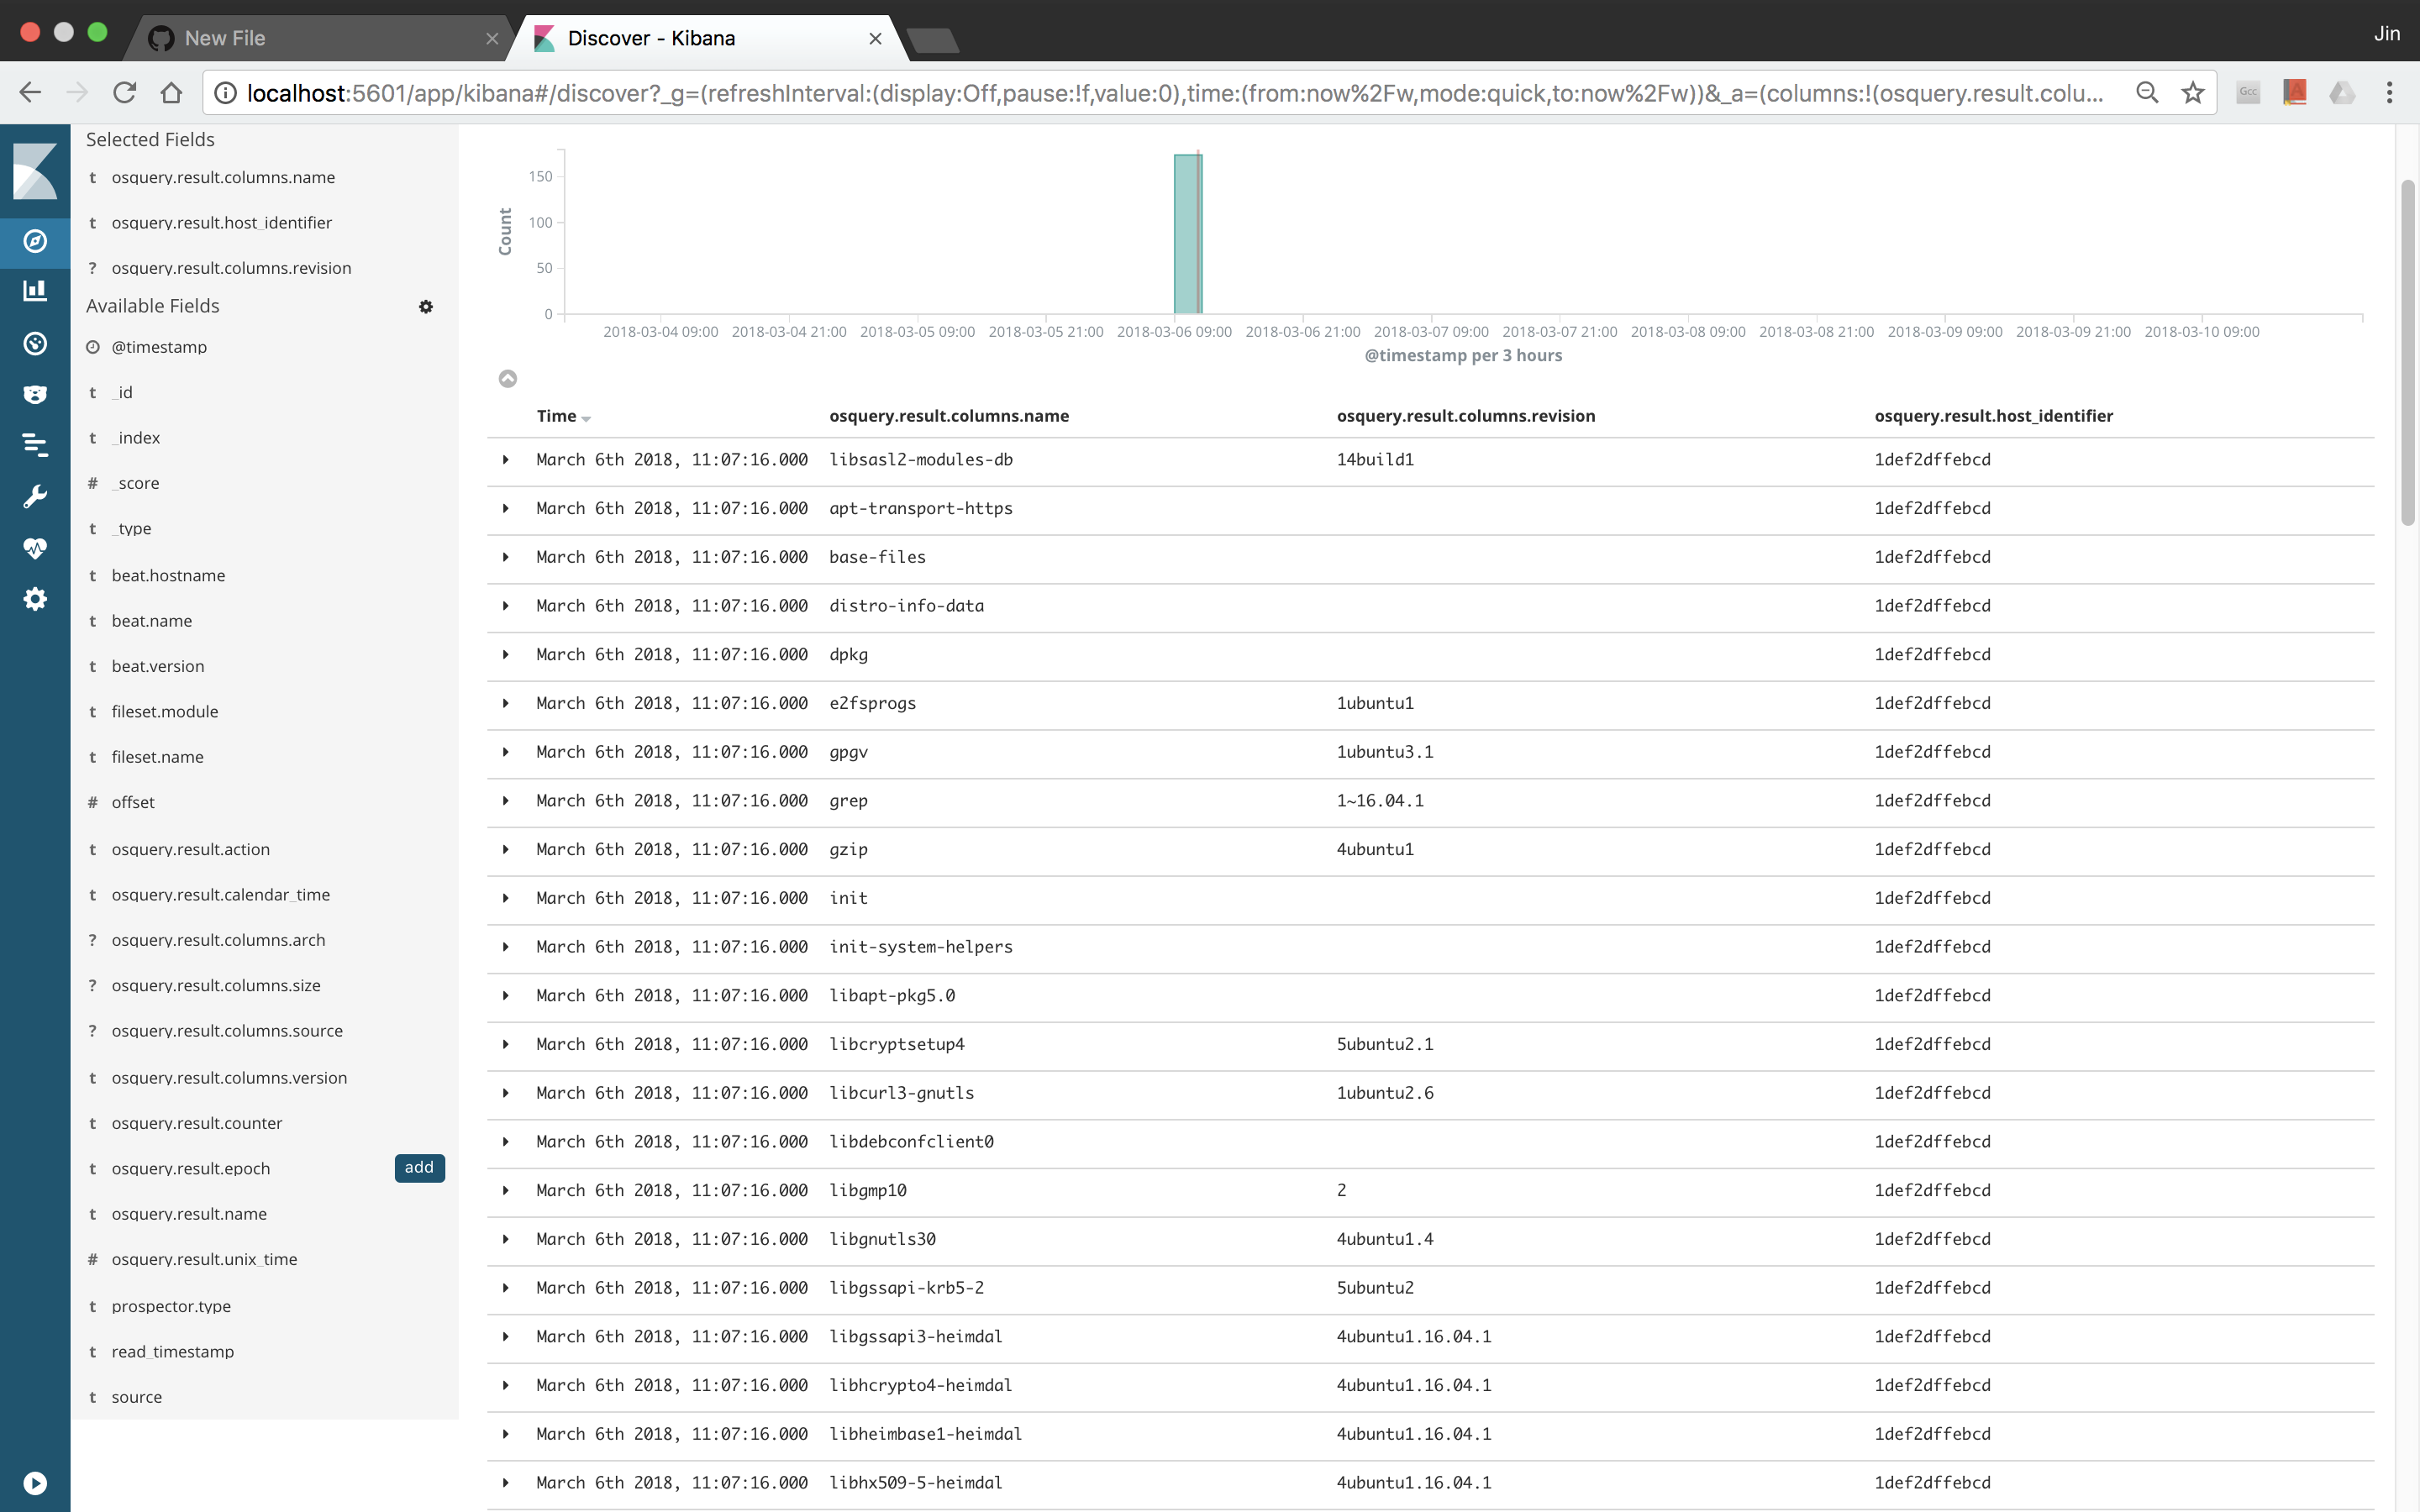 New File
Discover - Kibana
Jin
localhost:5601/app/kibana#/discover?_g=(refreshInterval:(display:Off,pause:!f,value:0),time:(from:now%2Fw,mode:quick,to:now%2Fw))&_a=(columns:!(osquery.result.colu...
Gcc
Selected Fields
t osquery.result.columns.name
t osquery.result.host_identifier
? osquery.result.columns.revision
Available Fields
@timestamp
t _id
t _index
# _score
t _type
t beat.hostname
t beat.name
t beat.version
t fileset.module
t fileset.name
# offset
t osquery.result.action
t osquery.result.calendar_time
? osquery.result.columns.arch
? osquery.result.columns.size
? osquery.result.columns.source
t osquery.result.columns.version
t osquery.result.counter
t osquery.result.epoch add
t osquery.result.name
# osquery.result.unix_time
t prospector.type
t read_timestamp
t source
Count
150
100
50
0
2018-03-04 09:00 2018-03-04 21:00 2018-03-05 09:00 2018-03-05 21:00 2018-03-06 09:00 2018-03-06 21:00 2018-03-07 09:00 2018-03-07 21:00 2018-03-08 09:00 2018-03-08 21:00 2018-03-09 09:00 2018-03-09 21:00 2018-03-10 09:00
@timestamp per 3 hours
Time osquery.result.columns.name osquery.result.columns.revision osquery.result.host_identifier
March 6th 2018, 11:07:16.000 libsasl2-modules-db 14build1 1def2dffebcd
March 6th 2018, 11:07:16.000 apt-transport-https 1def2dffebcd
March 6th 2018, 11:07:16.000 base-files 1def2dffebcd
March 6th 2018, 11:07:16.000 distro-info-data 1def2dffebcd
March 6th 2018, 11:07:16.000 dpkg 1def2dffebcd
March 6th 2018, 11:07:16.000 e2fsprogs 1ubuntu1 1def2dffebcd
March 6th 2018, 11:07:16.000 gpgv 1ubuntu3.1 1def2dffebcd
March 6th 2018, 11:07:16.000 grep 1~16.04.1 1def2dffebcd
March 6th 2018, 11:07:16.000 gzip 4ubuntu1 1def2dffebcd
March 6th 2018, 11:07:16.000 init 1def2dffebcd
March 6th 2018, 11:07:16.000 init-system-helpers 1def2dffebcd
March 6th 2018, 11:07:16.000 libapt-pkg5.0 1def2dffebcd
March 6th 2018, 11:07:16.000 libcryptsetup4 5ubuntu2.1 1def2dffebcd
March 6th 2018, 11:07:16.000 libcurl3-gnutls 1ubuntu2.6 1def2dffebcd
March 6th 2018, 11:07:16.000 libdebconfclient0 1def2dffebcd
March 6th 2018, 11:07:16.000 libgmp10 2 1def2dffebcd
March 6th 2018, 11:07:16.000 libgnutls30 4ubuntu1.4 1def2dffebcd
March 6th 2018, 11:07:16.000 libgssapi-krb5-2 5ubuntu2 1def2dffebcd
March 6th 2018, 11:07:16.000 libgssapi3-heimdal 4ubuntu1.16.04.1 1def2dffebcd
March 6th 2018, 11:07:16.000 libhcrypto4-heimdal 4ubuntu1.16.04.1 1def2dffebcd
March 6th 2018, 11:07:16.000 libheimbase1-heimdal 4ubuntu1.16.04.1 1def2dffebcd
March 6th 2018, 11:07:16.000 libhx509-5-heimdal 4ubuntu1.16.04.1 1def2dffebcd